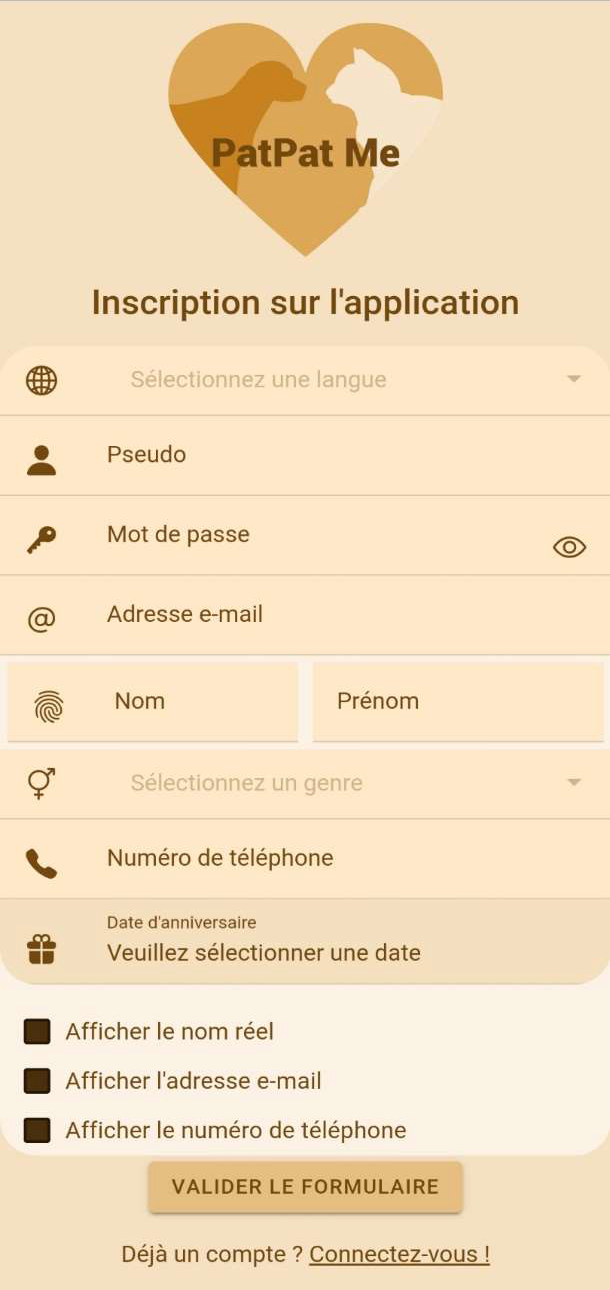 PatPat Me
Inscription sur l'application
Sélectionnez une langue
Pseudo
Mot de passe
Adresse e-mail
Nom
Prénom
Sélectionnez un genre
Numéro de téléphone
Date d'anniversaire
Veuillez sélectionner une date
Afficher le nom réel
Afficher l'adresse e-mail
Afficher le numéro de téléphone
VALIDER LE FORMULAIRE
Déjà un compte ? Connectez-vous !